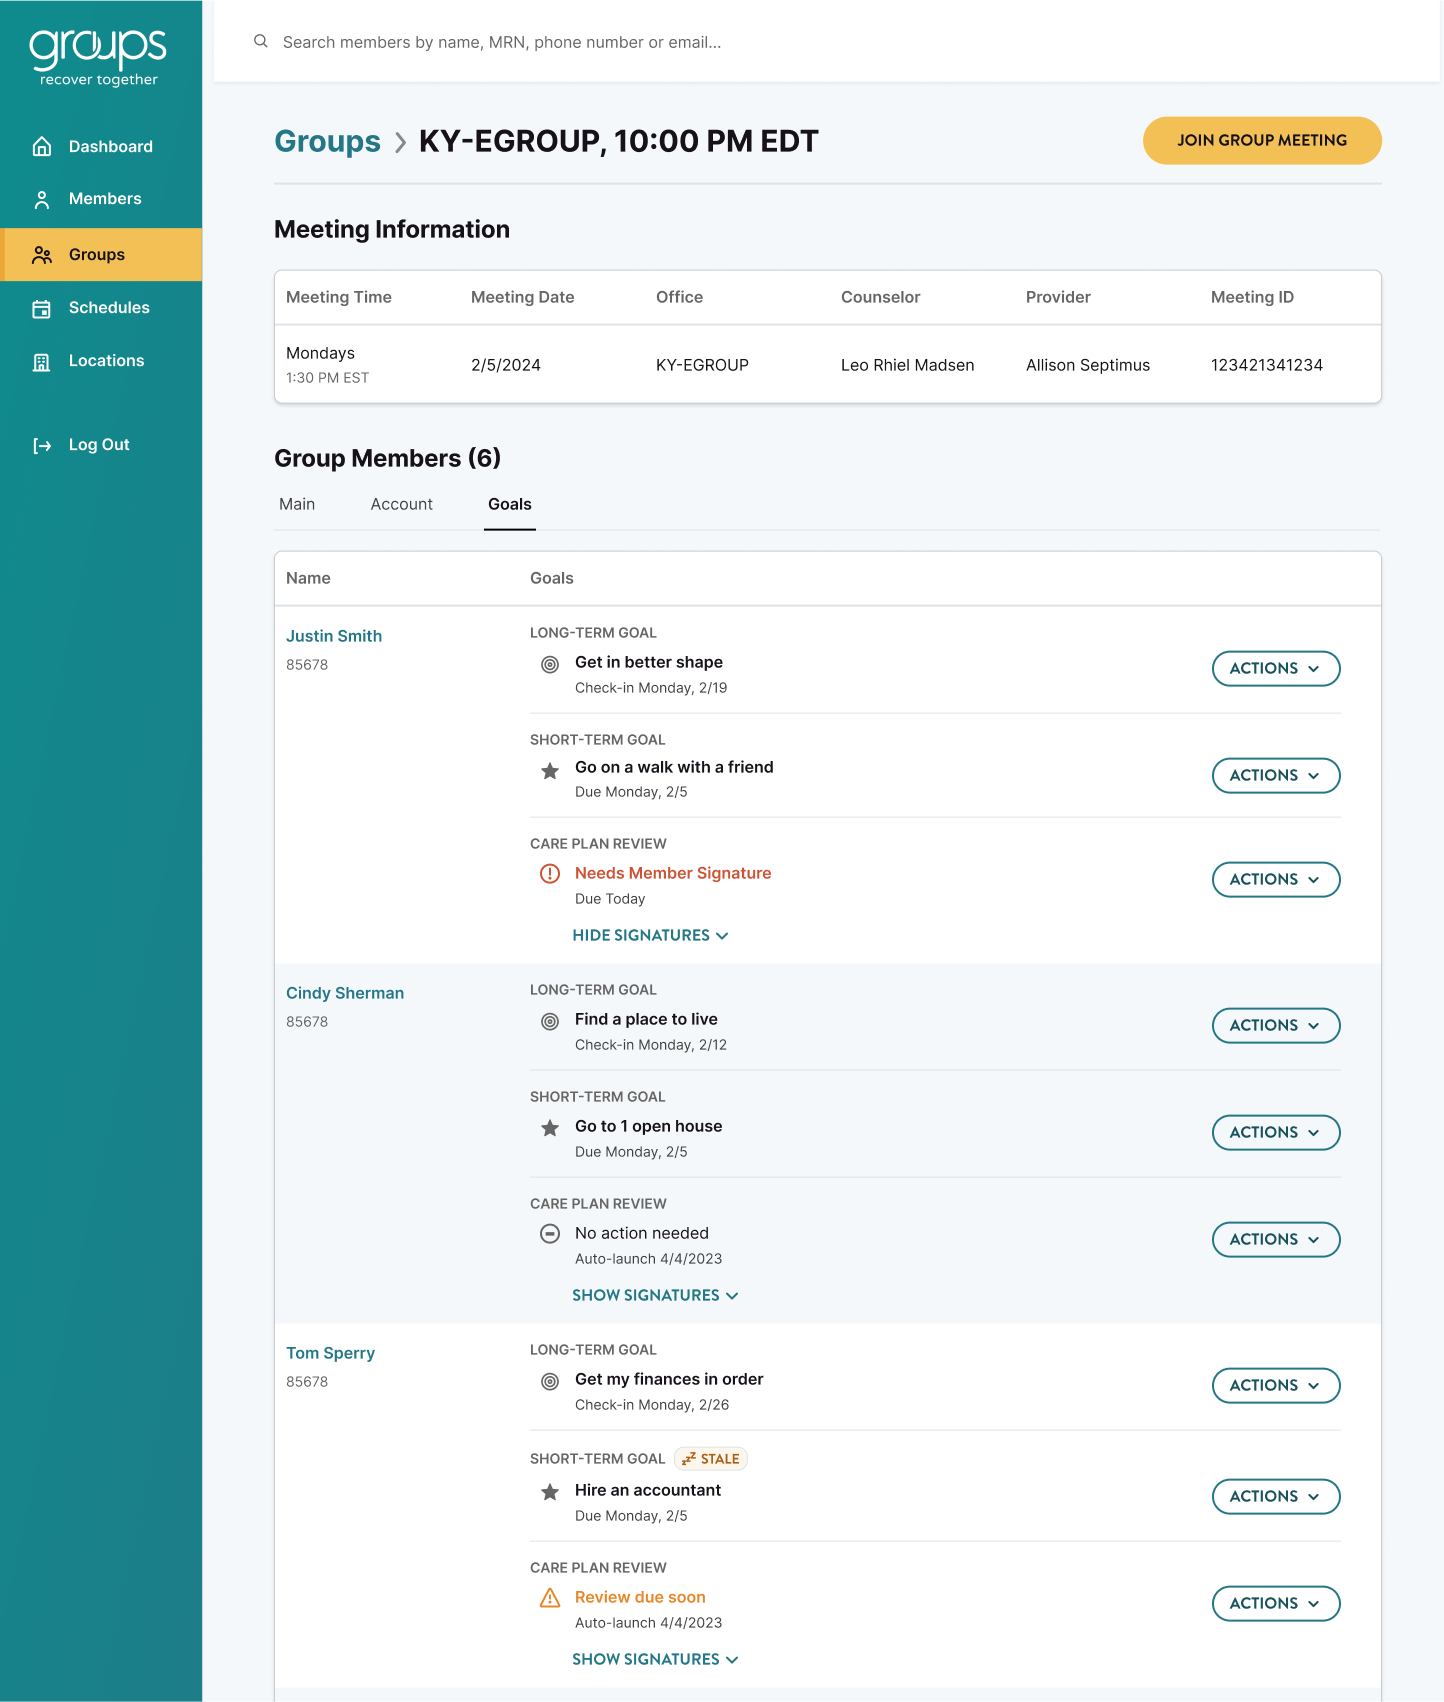 groups
recover together
Dashboard
Members
Groups
Schedules
Locations
Log Out
Search members by name, MRN, phone number or email...
Groups > KY-EGROUP, 10:00 PM EDT
JOIN GROUP MEETING
Meeting Information
Meeting Time Meeting Date Office Counselor Provider Meeting ID
Mondays
1:30 PM EST
2/5/2024 KY-EGROUP Leo Rhiel Madsen Allison Septimus 123421341234
Group Members (6)
Main Account Goals
Name Goals
Justin Smith
85678
LONG-TERM GOAL
Get in better shape
Check-in Monday, 2/19
ACTIONS
SHORT-TERM GOAL
Go on a walk with a friend
Due Monday, 2/5
ACTIONS
CARE PLAN REVIEW
Needs Member Signature
Due Today
ACTIONS
HIDE SIGNATURES
Cindy Sherman
85678
LONG-TERM GOAL
Find a place to live
Check-in Monday, 2/12
ACTIONS
SHORT-TERM GOAL
Go to 1 open house
Due Monday, 2/5
ACTIONS
CARE PLAN REVIEW
No action needed
Auto-launch 4/4/2023
ACTIONS
SHOW SIGNATURES
Tom Sperry
85678
LONG-TERM GOAL
Get my finances in order
Check-in Monday, 2/26
ACTIONS
SHORT-TERM GOAL zzZ STALE
Hire an accountant
Due Monday, 2/5
ACTIONS
CARE PLAN REVIEW
Review due soon
Auto-launch 4/4/2023
ACTIONS
SHOW SIGNATURES